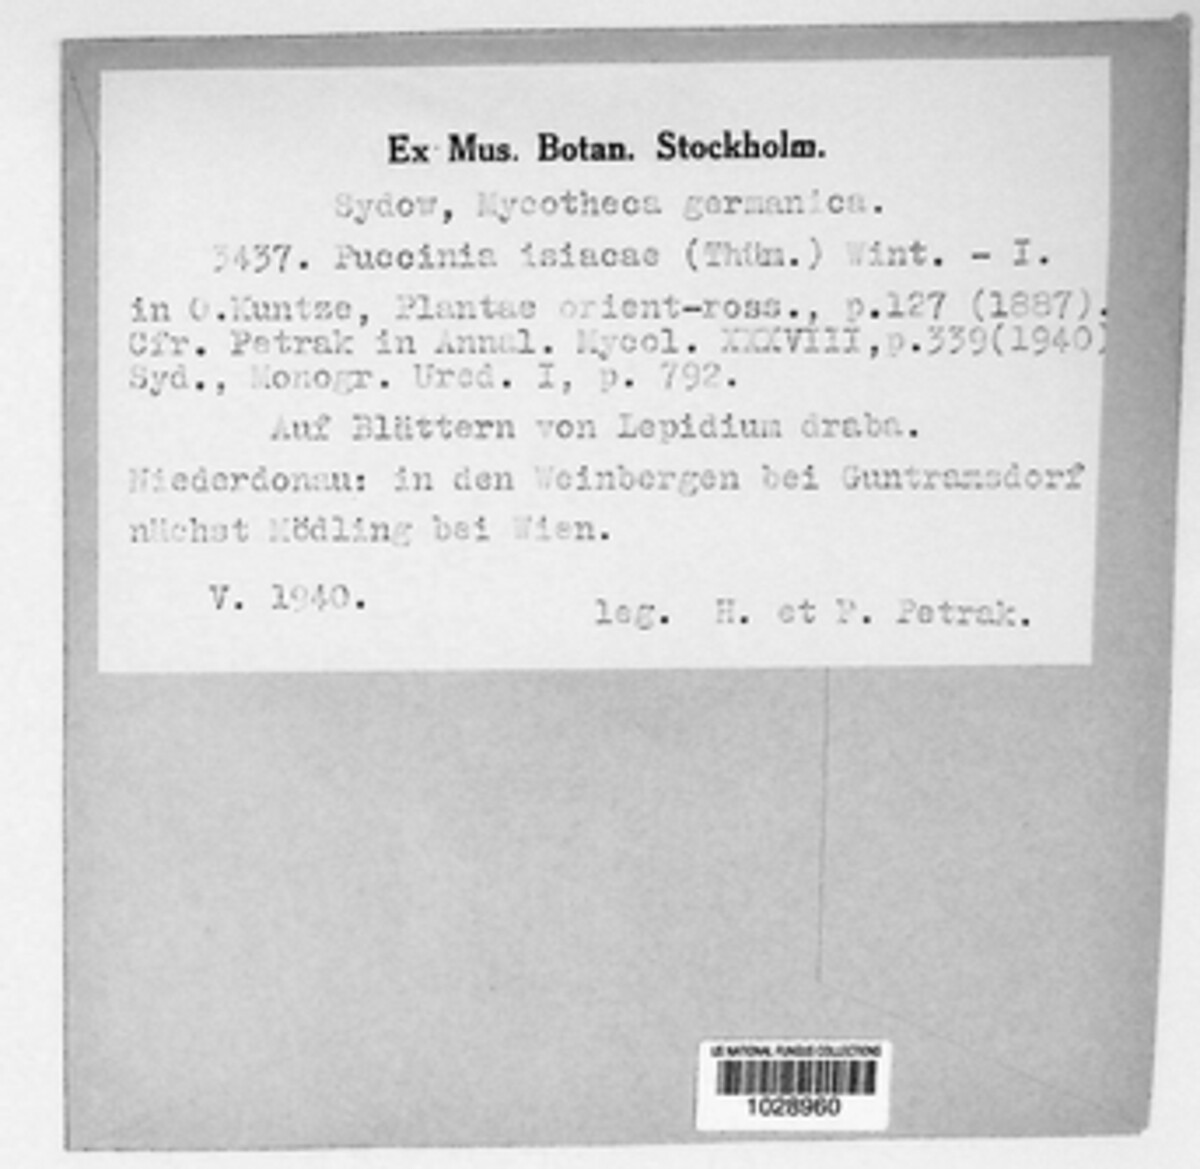 Ex Mus. Botan. Stockholm.
Sydow, Mycotheca germanica.
3437. Puccinia isiacae (Thüm.) Wint. - I.
in O.Kuntze, Plantae orient-ross., p.127 (1887).
Cfr. Petrak in Annal. Mycol. XXXVIII,p.339(1940)
Syd., Monogr. Ured. I, p. 792.
Auf Blättern von Lepidium draba.
Niederdonau: in den Weinbergen bei Guntramsdorf
nächst Mödling bei Wien.
V. 1940.
leg. H. et F. Petrak.
US NATIONAL FUNGUS COLLECTIONS
1028960